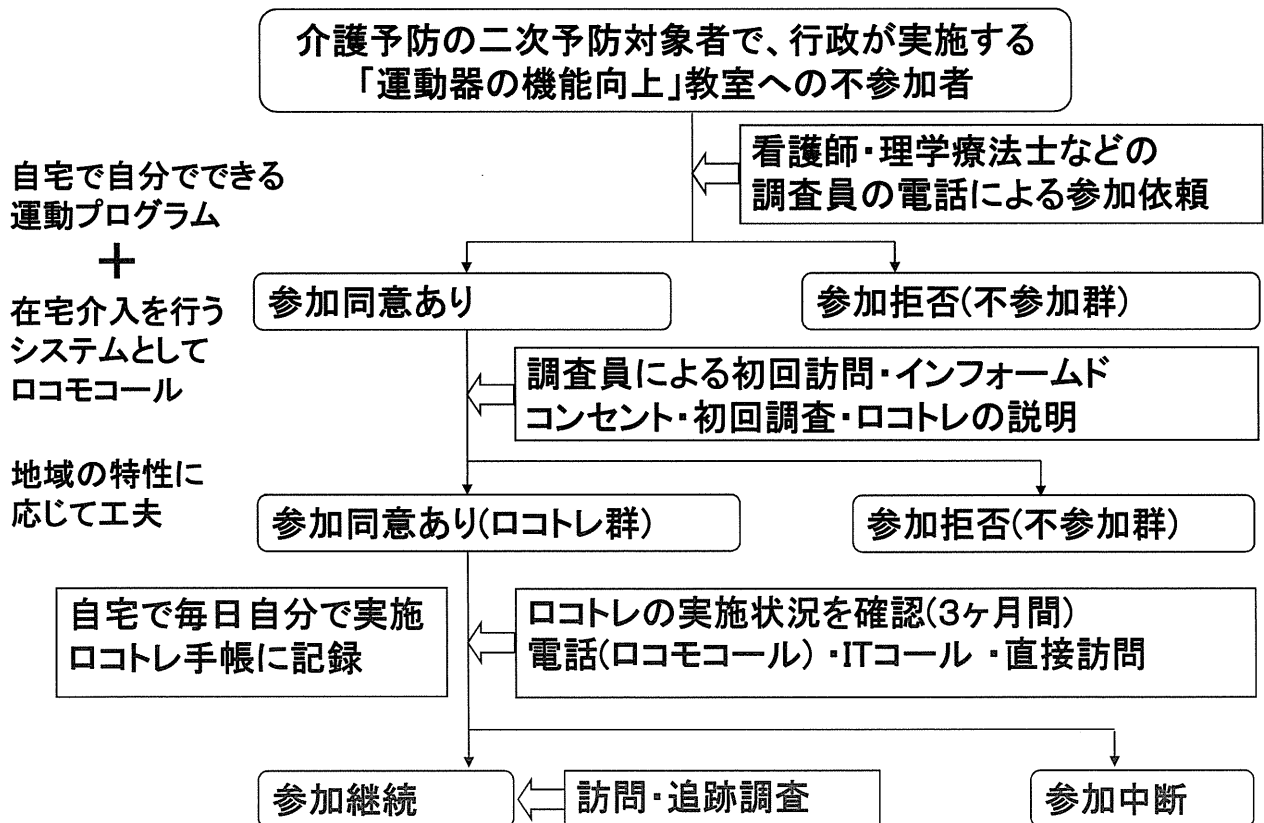 介護予防の二次予防対象者で、行政が実施する
「運動器の機能向上」教室への不参加者
看護師・理学療法士などの
調査員の電話による参加依頼
自宅で自分でできる
運動プログラム
＋
在宅介入を行う
システムとして
ロコモコール
地域の特性に
応じて工夫
参加同意あり
参加拒否(不参加群)
調査員による初回訪問・インフォームド
コンセント・初回調査・ロコトレの説明
参加同意あり(ロコトレ群)
参加拒否(不参加群)
自宅で毎日自分で実施
ロコトレ手帳に記録
ロコトレの実施状況を確認(3ヶ月間)
電話(ロコモコール)・ITコール・直接訪問
参加継続
訪問・追跡調査
参加中断